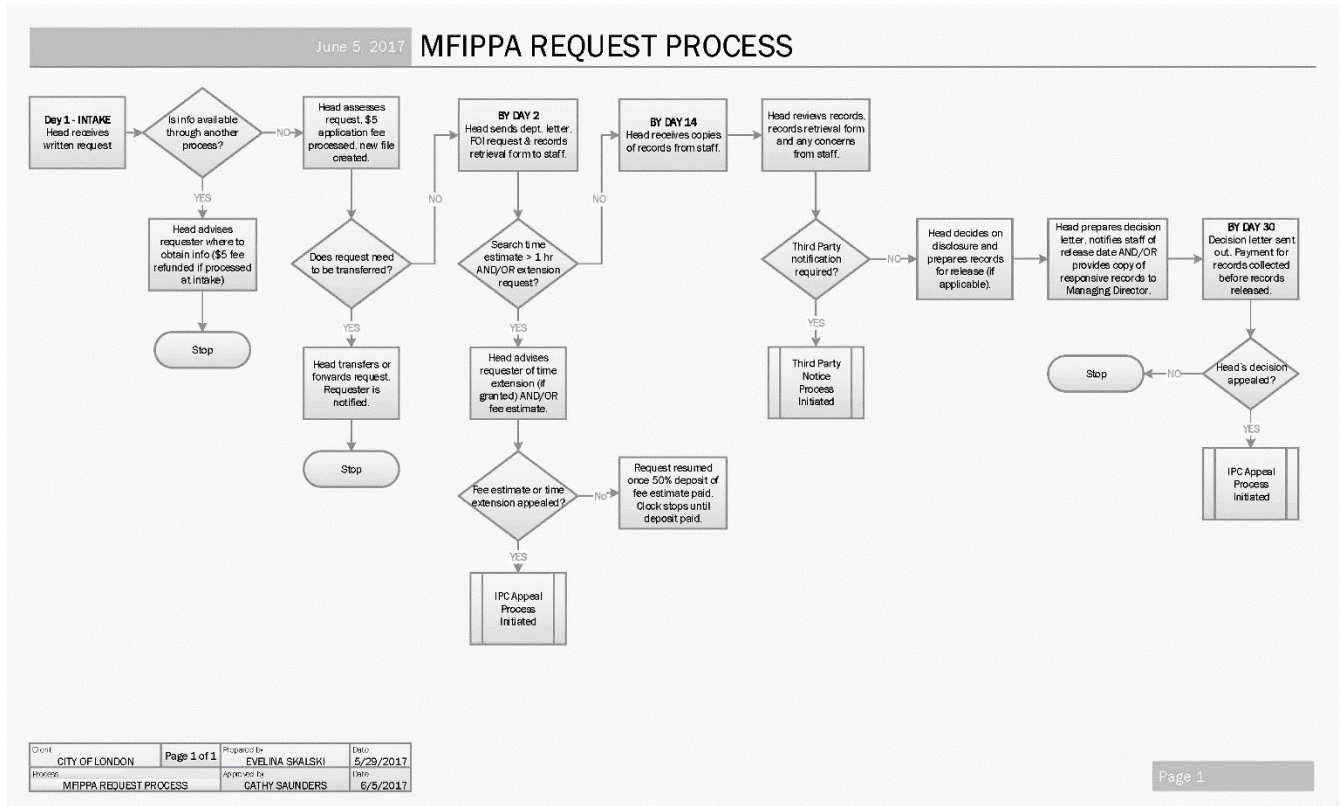 June 5, 2017
MFIPPA REQUEST PROCESS
Day 1 - INTAKE
Head receives
written request
Is info available
through another
process?
NO
YES
Head advises
requester where to
obtain info ($5 fee
refunded if processed
at intake)
Stop
Head assesses
request, $5
application fee
processed, new file
created.
Does request need
to be transferred?
NO
YES
Head transfers or
forwards request.
Requester is
notified.
Stop
BY DAY 2
Head sends dept. letter,
FOI request & records
retrieval form to staff.
Search time
estimate > 1 hr
AND/OR extension
request?
NO
YES
Head advises
requester of time
extension (if
granted) AND/OR
fee estimate.
Fee estimate or time
extension appealed?
No
YES
IPC Appeal
Process
Initiated
Request resumed
once 50% deposit of
fee estimate paid.
Clock stops until
deposit paid.
BY DAY 14
Head receives copies
of records from staff.
Head reviews records,
records retrieval form
and any concerns
from staff.
Third Party
notification
required?
NO
YES
Third Party
Notice
Process
Initiated
Head decides on
disclosure and
prepares records
for release (if
applicable).
Head prepares decision
letter, notifies staff of
release date AND/OR
provides copy of
responsive records to
Managing Director.
BY DAY 30
Decision letter sent
out. Payment for
records collected
before records
released.
Head's decision
appealed?
NO
Stop
YES
IPC Appeal
Process
Initiated
Client
CITY OF LONDON
Page 1 of 1
Prepared by
EVELINA SKALSKI
Date
5/29/2017
Process
MFIPPA REQUEST PROCESS
Approved by
CATHY SAUNDERS
Date
6/5/2017
Page 1